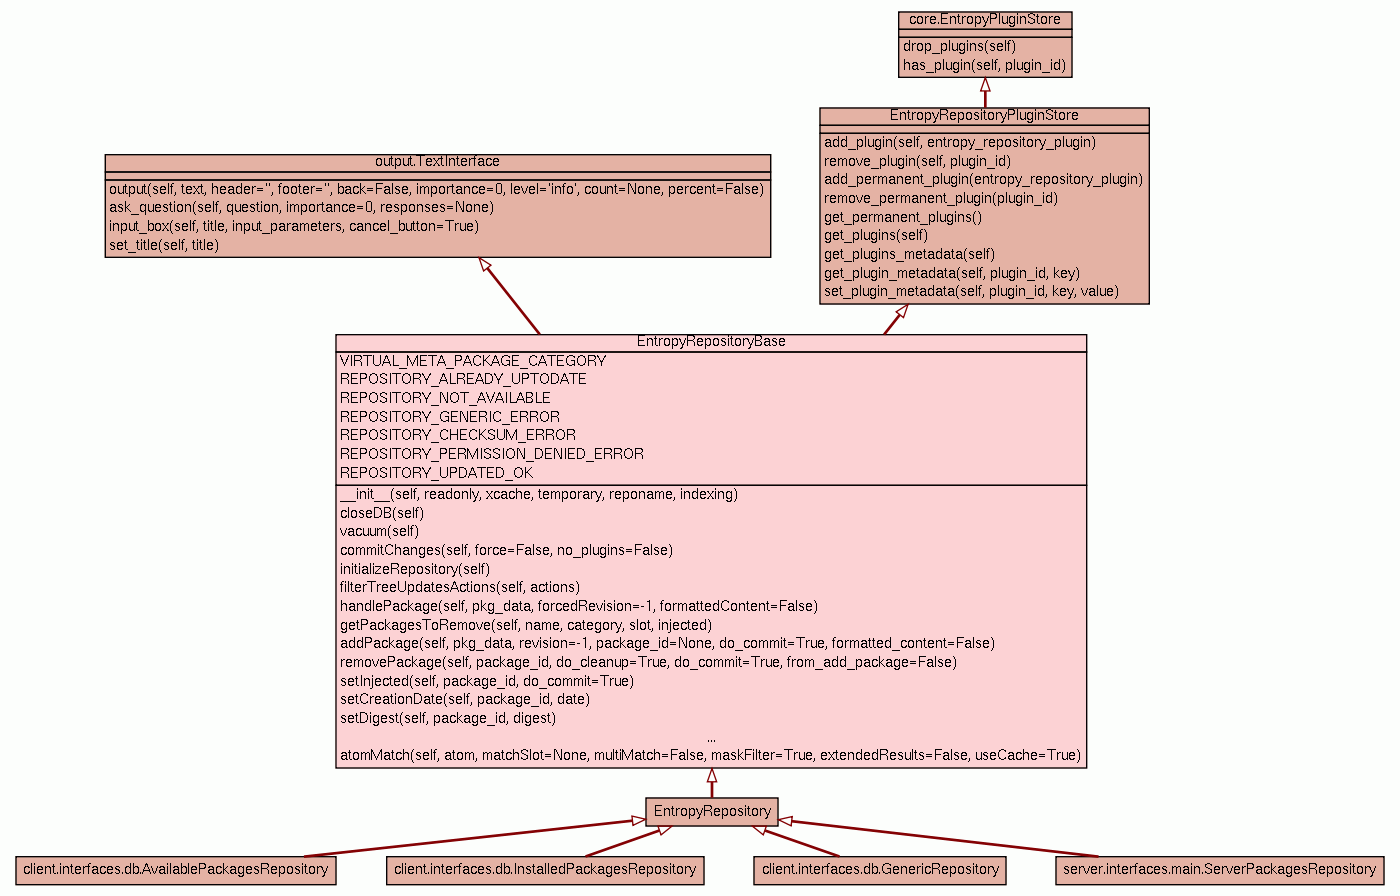 core.EntropyPluginStore
drop_plugins(self)
has_plugin(self, plugin_id)
EntropyRepositoryPluginStore
add_plugin(self, entropy_repository_plugin)
remove_plugin(self, plugin_id)
add_permanent_plugin(entropy_repository_plugin)
remove_permanent_plugin(plugin_id)
get_permanent_plugins()
get_plugins(self)
get_plugins_metadata(self)
get_plugin_metadata(self, plugin_id, key)
set_plugin_metadata(self, plugin_id, key, value)
output.TextInterface
output(self, text, header='', footer='', back=False, importance=0, level='info', count=None, percent=False)
ask_question(self, question, importance=0, responses=None)
input_box(self, title, input_parameters, cancel_button=True)
set_title(self, title)
EntropyRepositoryBase
VIRTUAL_META_PACKAGE_CATEGORY
REPOSITORY_ALREADY_UPTODATE
REPOSITORY_NOT_AVAILABLE
REPOSITORY_GENERIC_ERROR
REPOSITORY_CHECKSUM_ERROR
REPOSITORY_PERMISSION_DENIED_ERROR
REPOSITORY_UPDATED_OK
__init__(self, readonly, xcache, temporary, reponame, indexing)
closeDB(self)
vacuum(self)
commitChanges(self, force=False, no_plugins=False)
initializeRepository(self)
filterTreeUpdatesActions(self, actions)
handlePackage(self, pkg_data, forcedRevision=-1, formattedContent=False)
getPackagesToRemove(self, name, category, slot, injected)
addPackage(self, pkg_data, revision=-1, package_id=None, do_commit=True, formatted_content=False)
removePackage(self, package_id, do_cleanup=True, do_commit=True, from_add_package=False)
setInjected(self, package_id, do_commit=True)
setCreationDate(self, package_id, date)
setDigest(self, package_id, digest)
...
atomMatch(self, atom, matchSlot=None, multiMatch=False, maskFilter=True, extendedResults=False, useCache=True)
EntropyRepository
client.interfaces.db.AvailablePackagesRepository
client.interfaces.db.InstalledPackagesRepository
client.interfaces.db.GenericRepository
server.interfaces.main.ServerPackagesRepository